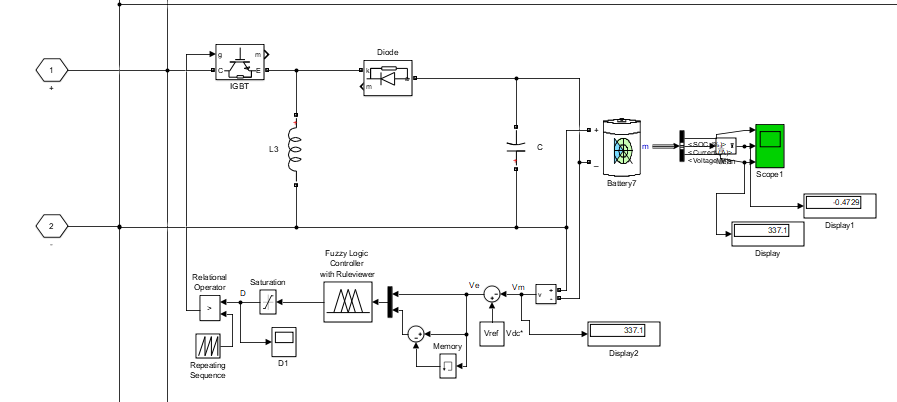 Diode
g
m
1
C
E
k
a
m
+
IGBT
+
+
L3
C
m
<SOC (%)>
<Current (A)>
<Voltage (V)>
Mean
+
–
Battery7
Scope1
-0.4729
Display1
2
337.1
Display
-
Fuzzy Logic
Controller
with Ruleviewer
Relational
Operator
Saturation
D
Ve
Vm
v
+
-
>
Vref
Vdc*
337.1
Display2
Memory
D1
Repeating
Sequence